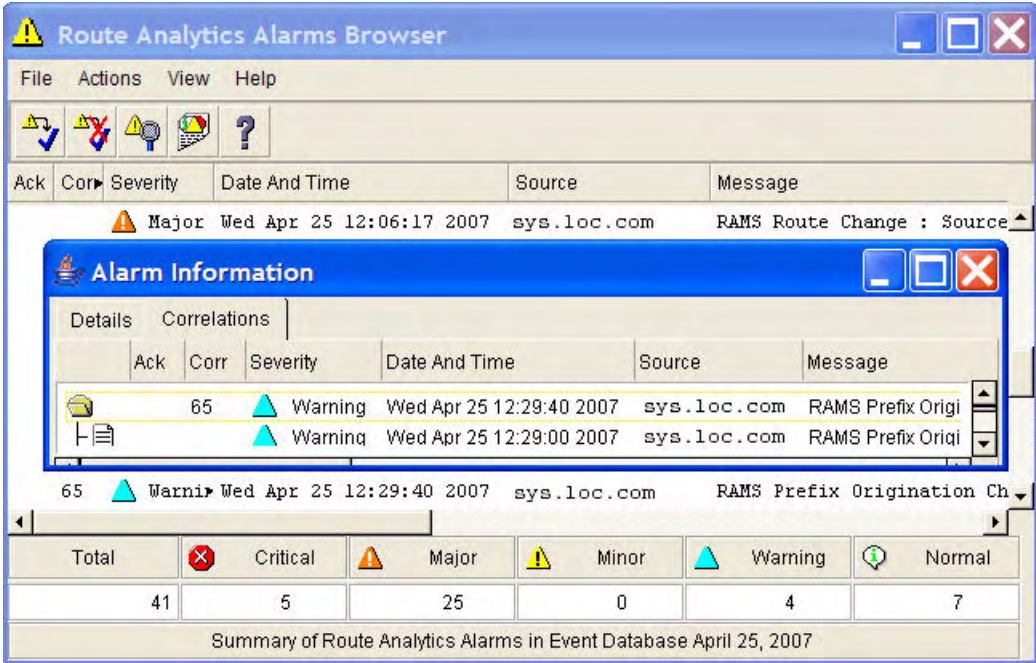 Route Analytics Alarms Browser
File Actions View Help
?
Ack Corr Severity Date And Time Source Message
Major Wed Apr 25 12:06:17 2007 sys.loc.com RAMS Route Change : Source
Alarm Information
Details Correlations
Ack Corr Severity Date And Time Source Message
65 Warning Wed Apr 25 12:29:40 2007 sys.loc.com RAMS Prefix Origi
Warning Wed Apr 25 12:29:00 2007 sys.loc.com RAMS Prefix Origi
65 Warnin Wed Apr 25 12:29:40 2007 sys.loc.com RAMS Prefix Origination Ch
Total Critical Major Minor Warning Normal
41 5 25 0 4 7
Summary of Route Analytics Alarms in Event Database April 25, 2007